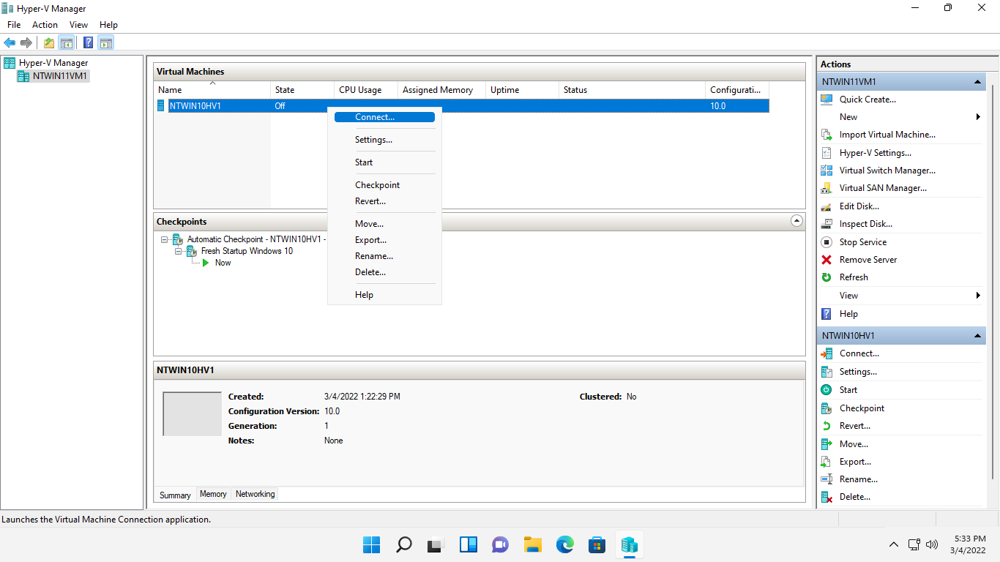 Hyper-V Manager
File Action View Help
Hyper-V Manager
NTWIN11VM1
Virtual Machines
Name State CPU Usage Assigned Memory Uptime Status Configurati...
NTWIN10HV1 Off 10.0
Connect...
Settings...
Start
Checkpoint
Revert...
Move...
Export...
Rename...
Delete...
Help
Checkpoints
Automatic Checkpoint - NTWIN10HV1 -
Fresh Startup Windows 10
Now
NTWIN10HV1
Created: 3/4/2022 1:22:29 PM Clustered: No
Configuration Version: 10.0
Generation: 1
Notes: None
Summary Memory Networking
Actions
NTWIN11VM1
Quick Create...
New
Import Virtual Machine...
Hyper-V Settings...
Virtual Switch Manager...
Virtual SAN Manager...
Edit Disk...
Inspect Disk...
Stop Service
Remove Server
Refresh
View
Help
NTWIN10HV1
Connect...
Settings...
Start
Checkpoint
Revert...
Move...
Export...
Rename...
Delete...
Launches the Virtual Machine Connection application.
5:33 PM
3/4/2022